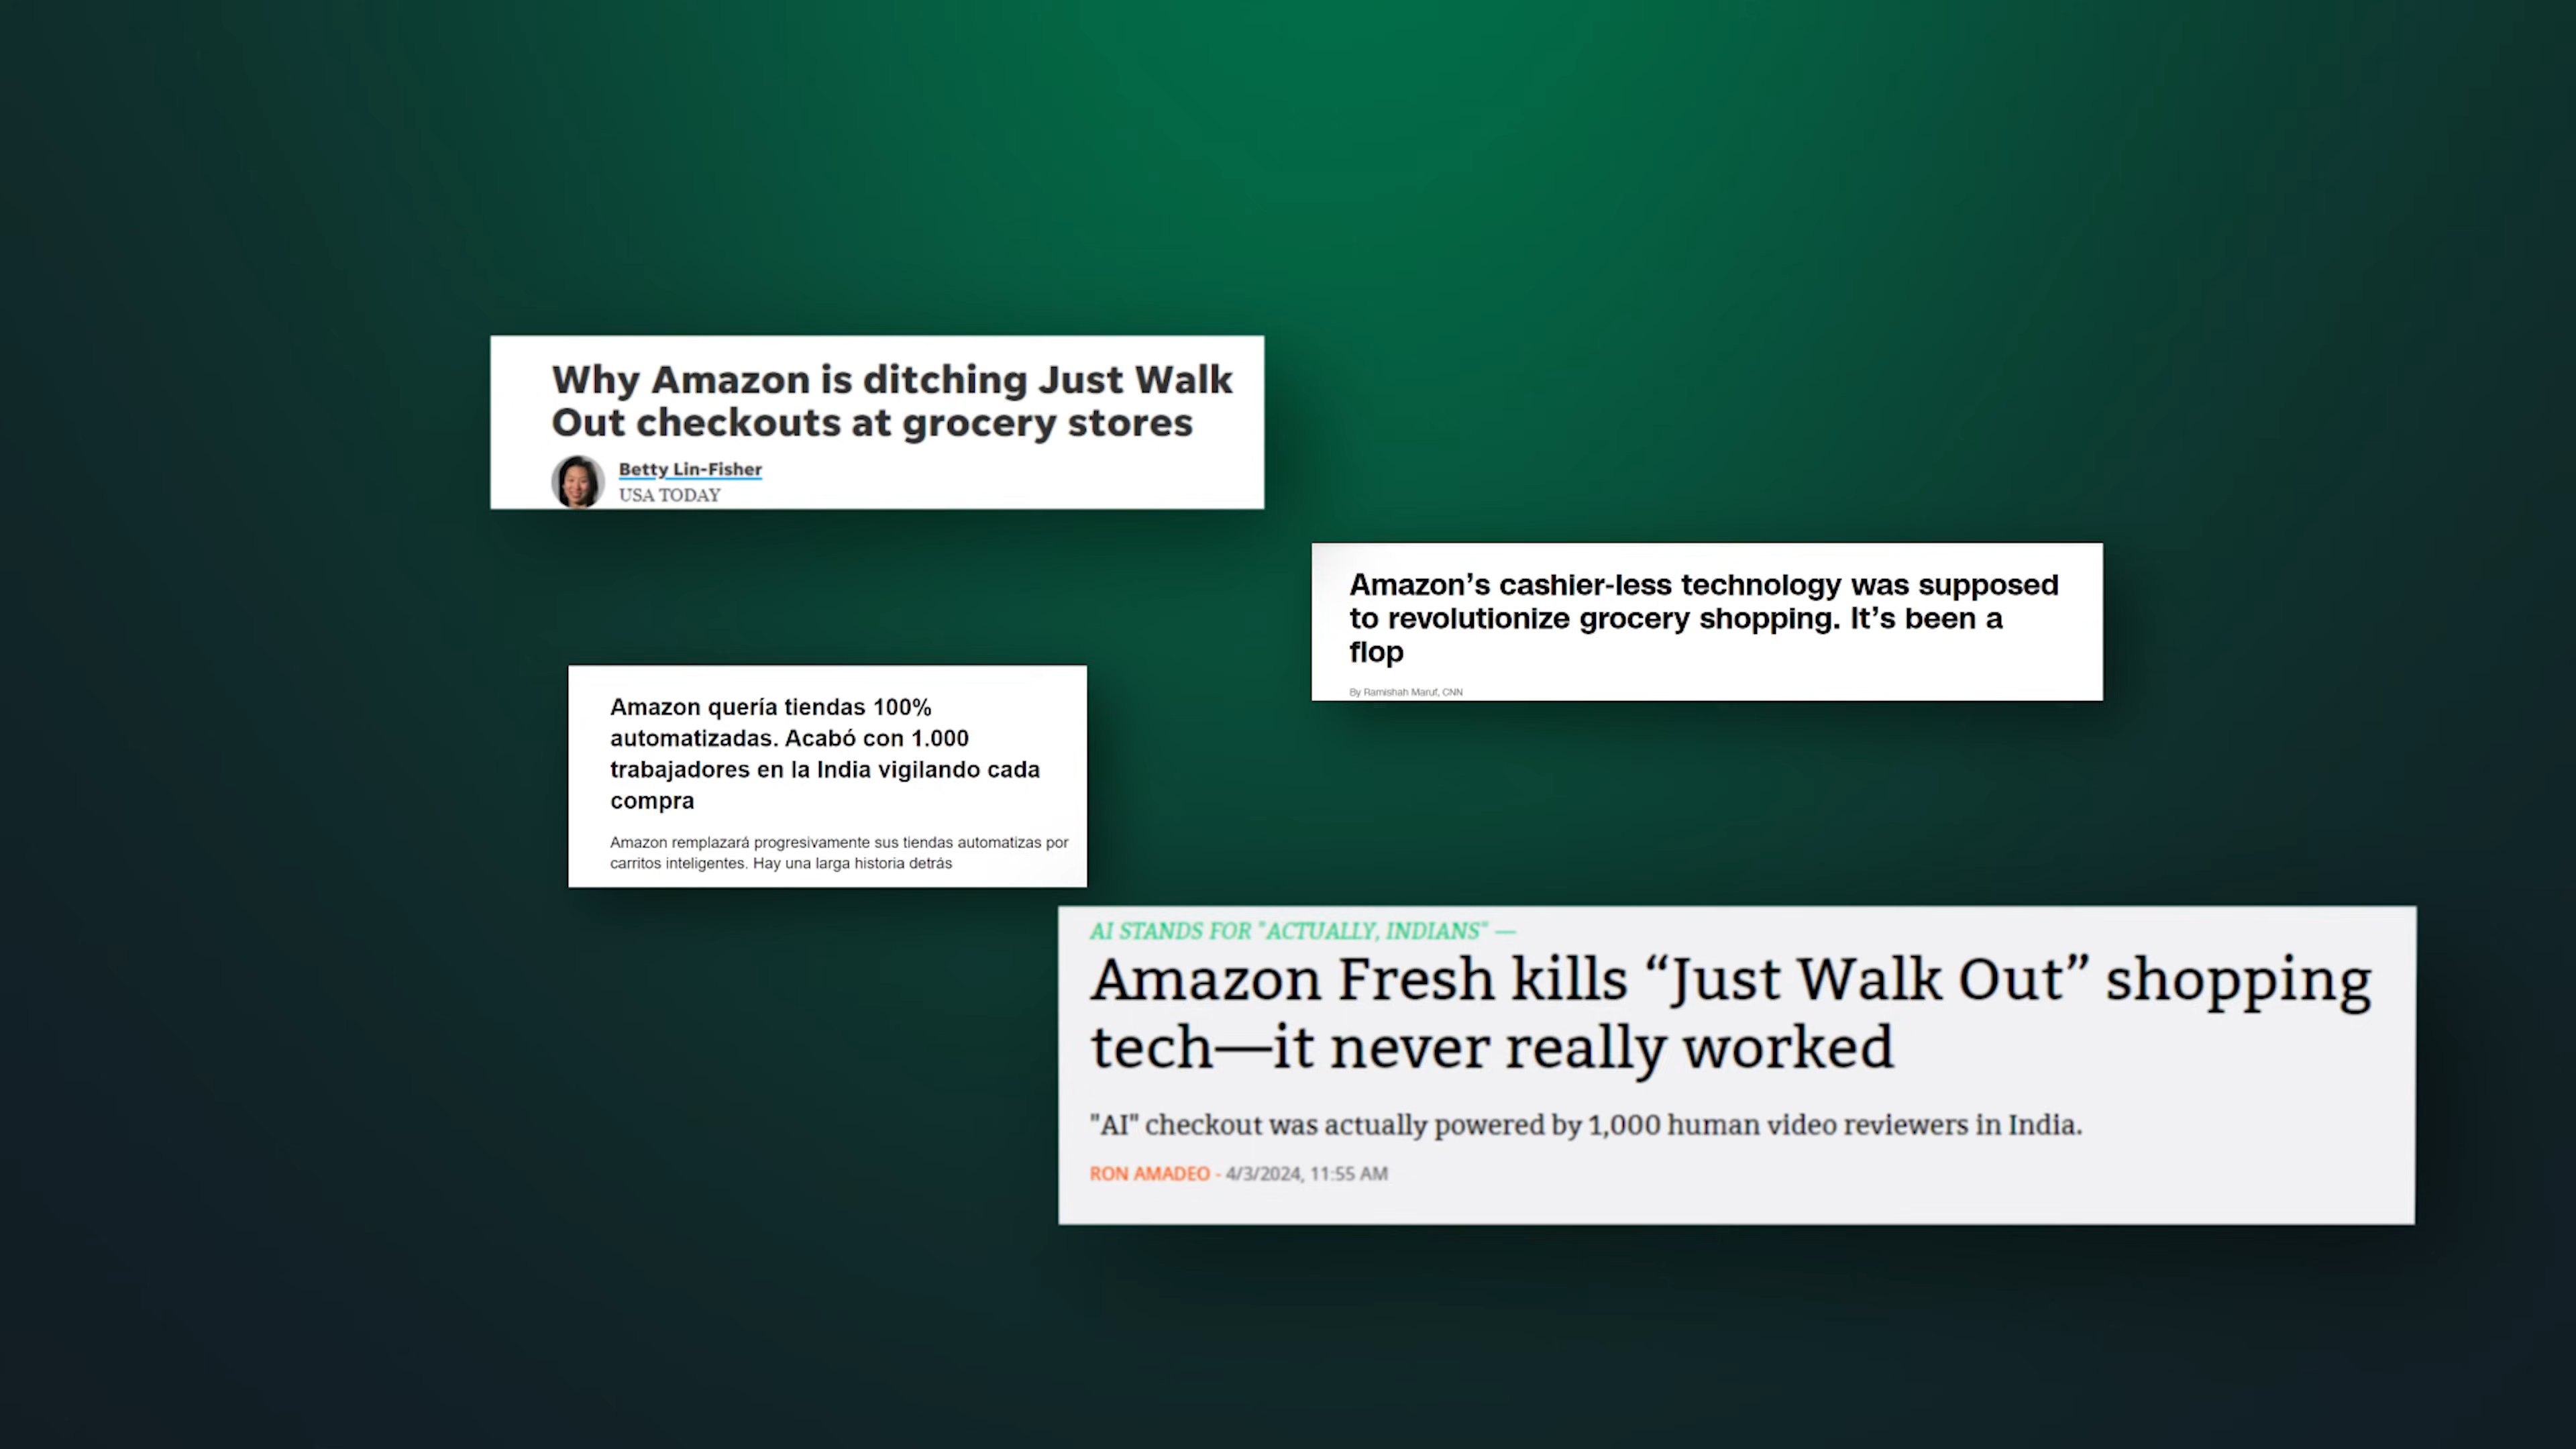 Why Amazon is ditching Just Walk
Out checkouts at grocery stores
Betty Lin-Fisher
USA TODAY
Amazon’s cashier-less technology was supposed
to revolutionize grocery shopping. It’s been a
flop
By Ramishah Maruf, CNN
Amazon quería tiendas 100%
automatizadas. Acabó con 1.000
trabajadores en la India vigilando cada
compra
Amazon remplazará progresivamente sus tiendas automatizas por
carritos inteligentes. Hay una larga historia detrás
AI STANDS FOR "ACTUALLY, INDIANS" —
Amazon Fresh kills “Just Walk Out” shopping
tech—it never really worked
"AI" checkout was actually powered by 1,000 human video reviewers in India.
RON AMADEO - 4/3/2024, 11:55 AM